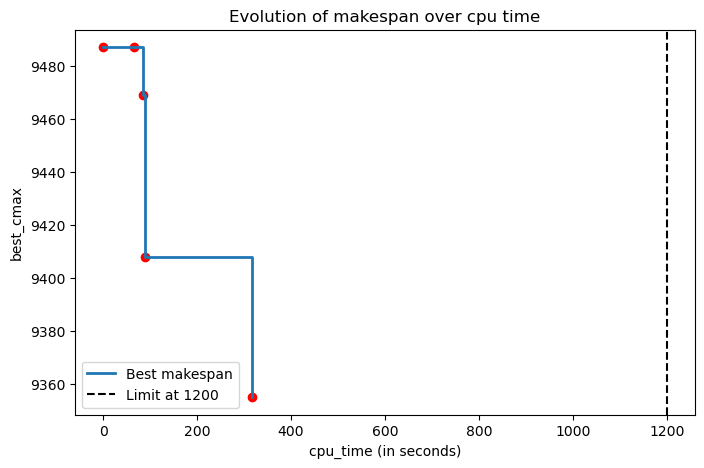 Evolution of makespan over cpu time
best_cmax
9480
9460
9440
9420
9400
9380
9360
Best makespan
Limit at 1200
0
200
400
600
800
1000
1200
cpu_time (in seconds)